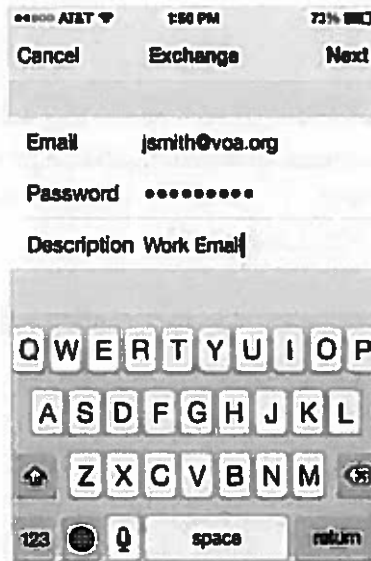 AT&T 1:50 PM 73%
Cancel Exchange Next
Email jsmith@voa.org
Password •••••••••
Description Work Email
Q W E R T Y U I O P
A S D F G H J K L
Z X C V B N M
123 space return